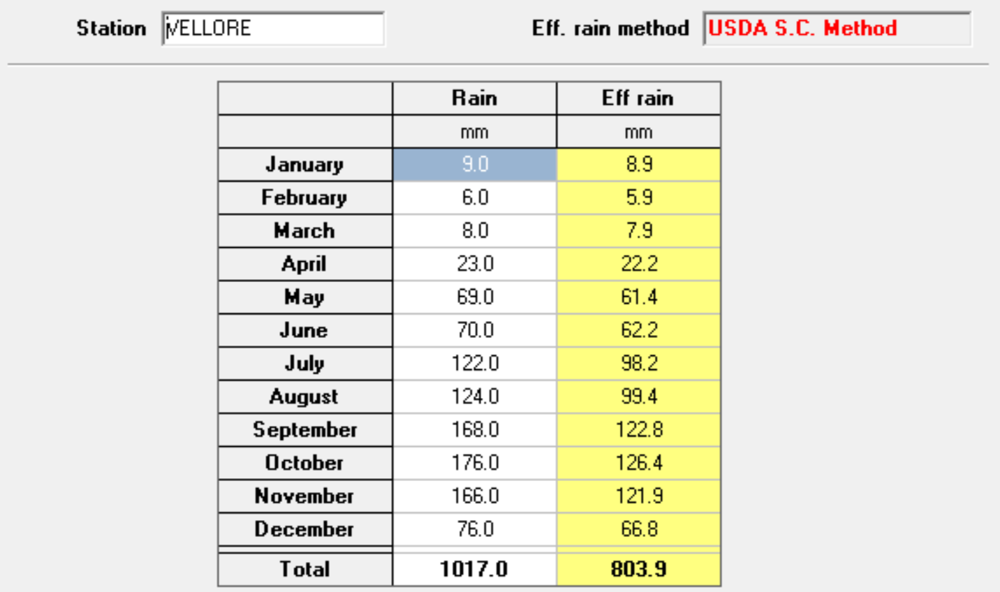 Station VELLORE Eff. rain method USDA S.C. Method
Rain Eff rain
mm mm
January 9.0 8.9
February 6.0 5.9
March 8.0 7.9
April 23.0 22.2
May 69.0 61.4
June 70.0 62.2
July 122.0 98.2
August 124.0 99.4
September 168.0 122.8
October 176.0 126.4
November 166.0 121.9
December 76.0 66.8
Total 1017.0 803.9